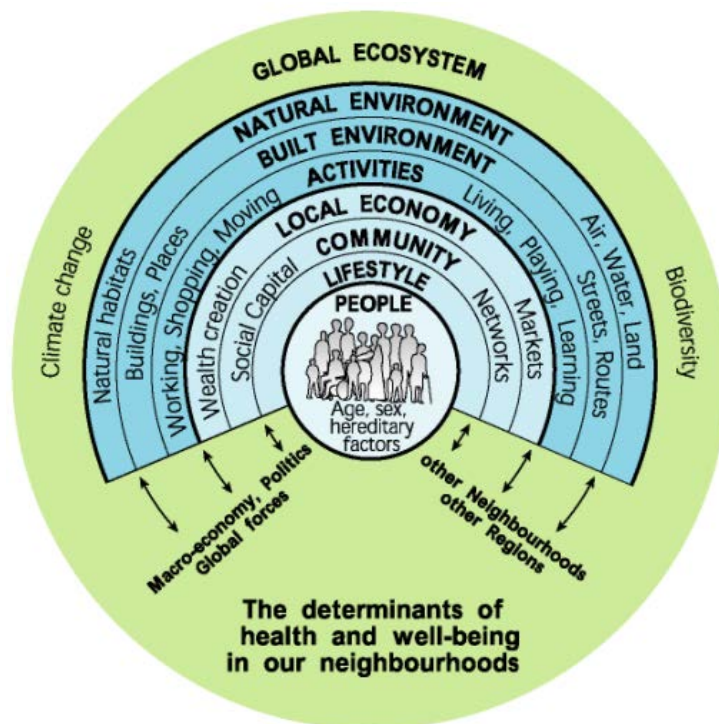 GLOBAL ECOSYSTEM
NATURAL ENVIRONMENT
BUILT ENVIRONMENT
ACTIVITIES
LOCAL ECONOMY
COMMUNITY
LIFESTYLE
PEOPLE
Climate change
Natural habitats
Buildings, Places
Working, Shopping, Moving
Wealth creation
Social Capital
Networks
Markets
Living, Playing, Learning
Streets, Routes
Air, Water, Land
Biodiversity
Age, sex,
hereditary
factors
Macro-economy, Politics
Global forces
other Neighbourhoods
other Regions
The determinants of
health and well-being
in our neighbourhoods